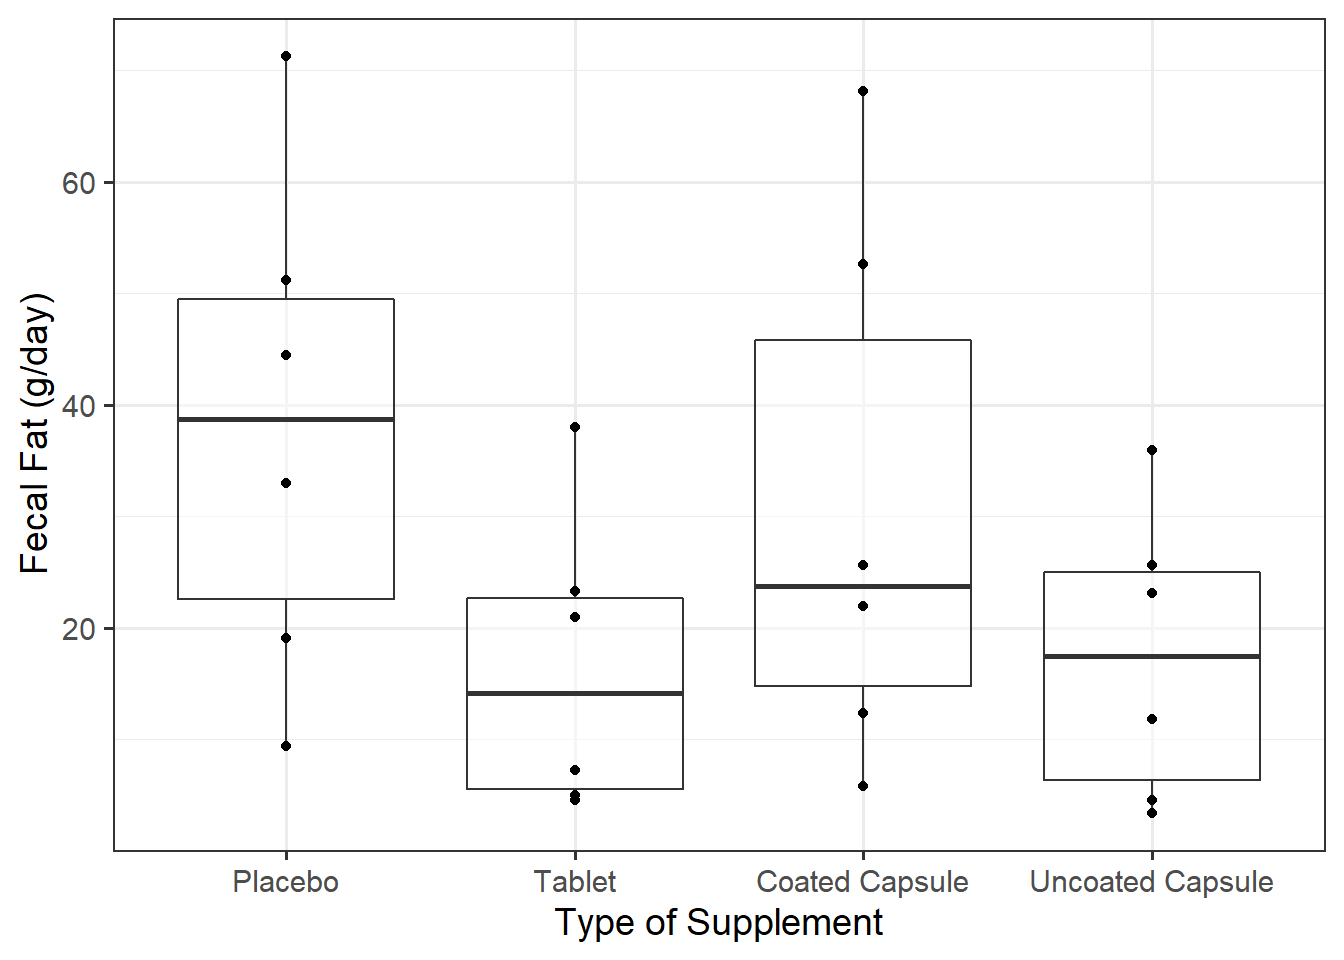 Fecal Fat (g/day)
60
40
20
Placebo
Tablet
Coated Capsule
Uncoated Capsule
Type of Supplement